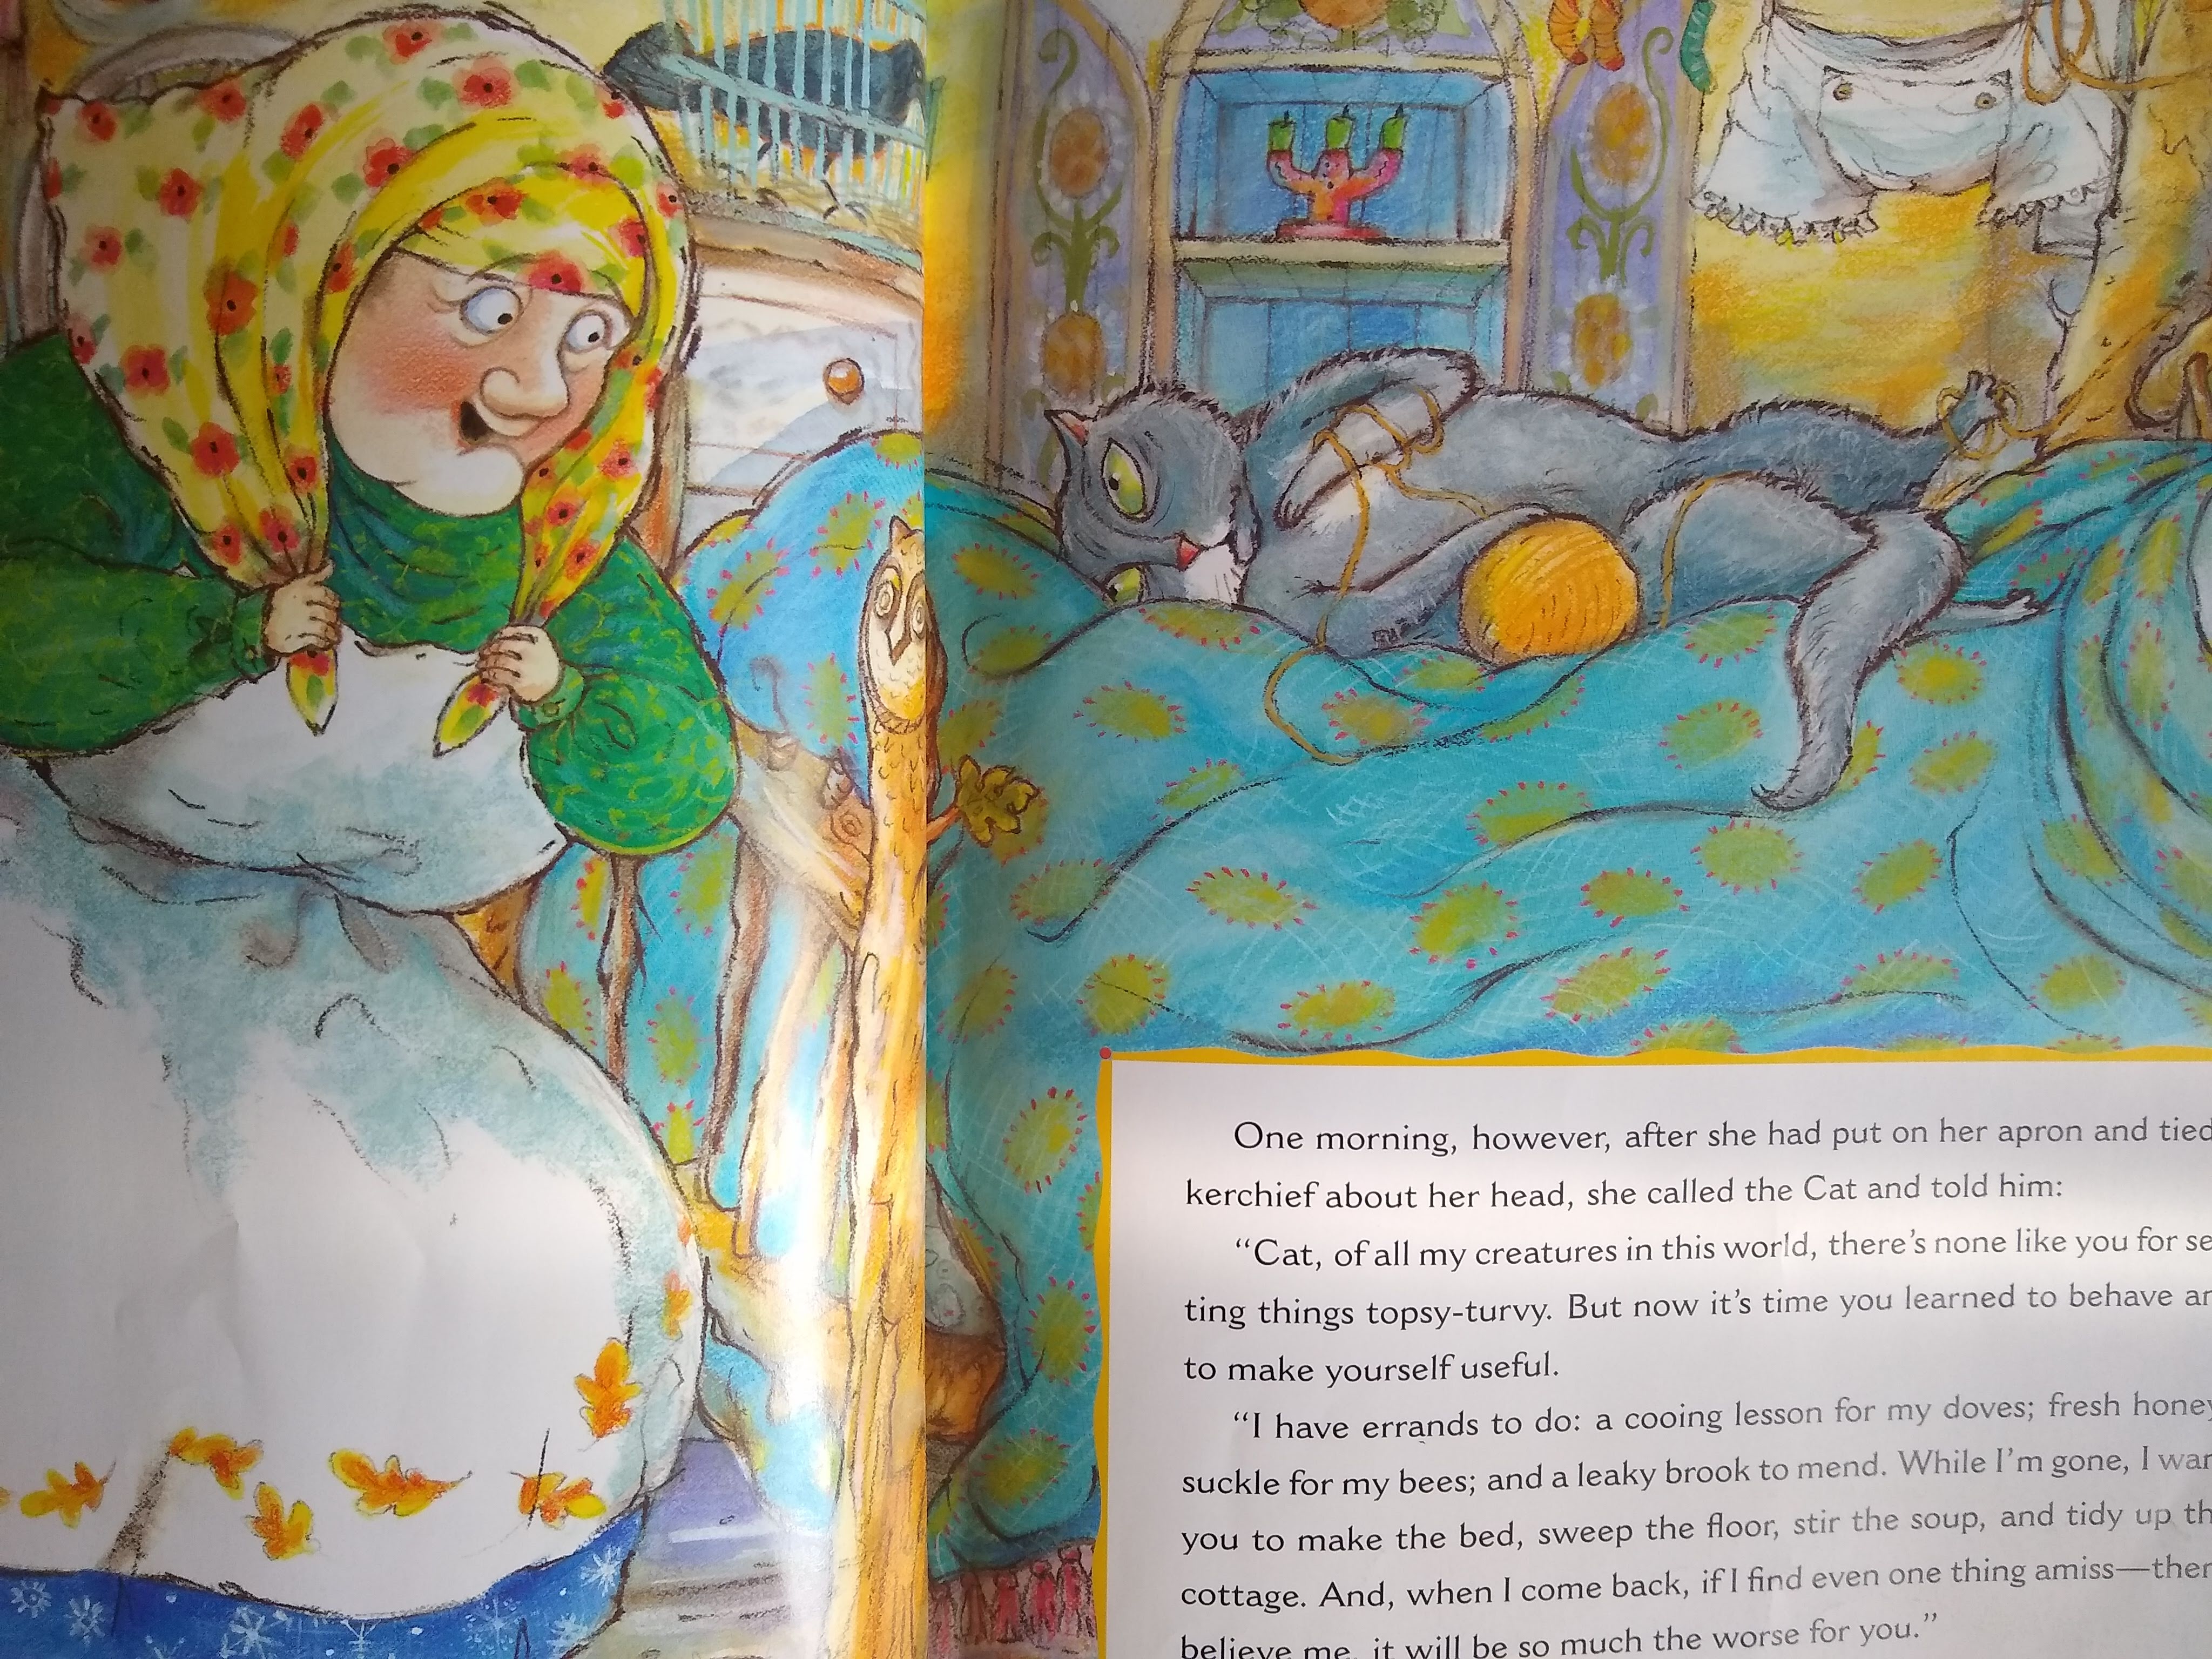 One morning, however, after she had put on her apron and tied
kerchief about her head, she called the Cat and told him:
“Cat, of all my creatures in this world, there’s none like you for se
ting things topsy-turvy. But now it’s time you learned to behave an
to make yourself useful.
“I have errands to do: a cooing lesson for my doves; fresh honey
suckle for my bees; and a leaky brook to mend. While I’m gone, I wan
you to make the bed, sweep the floor, stir the soup, and tidy up th
cottage. And, when I come back, if I find even one thing amiss—then
believe me, it will be so much the worse for you.”